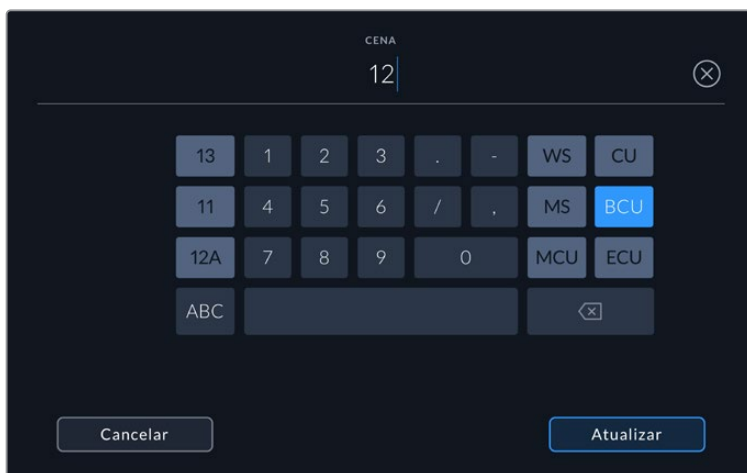 CENA
12
13 1 2 3 . - WS CU
11 4 5 6 / , MS BCU
12A 7 8 9 0 MCU ECU
ABC
Cancelar Atualizar